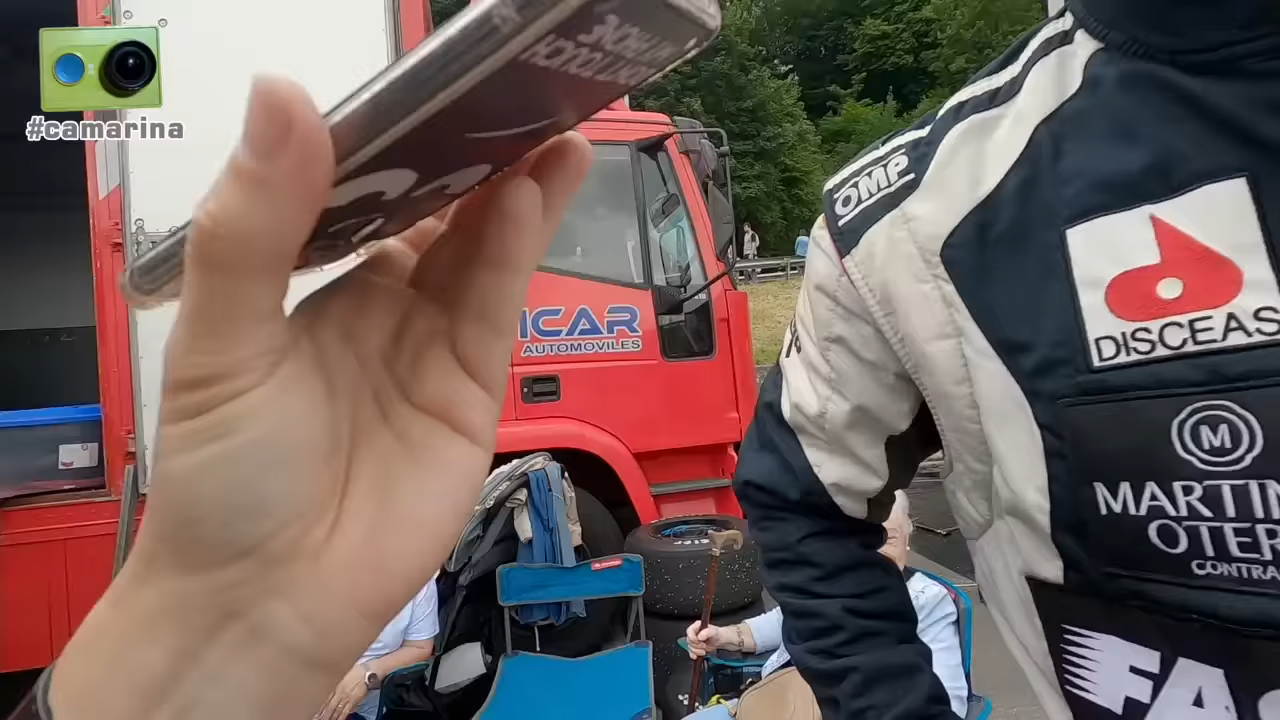 #camarina
OMP
ICAR
AUTOMOVILES
DISCEAS
MARTIN
OTER
CONTRA
FA